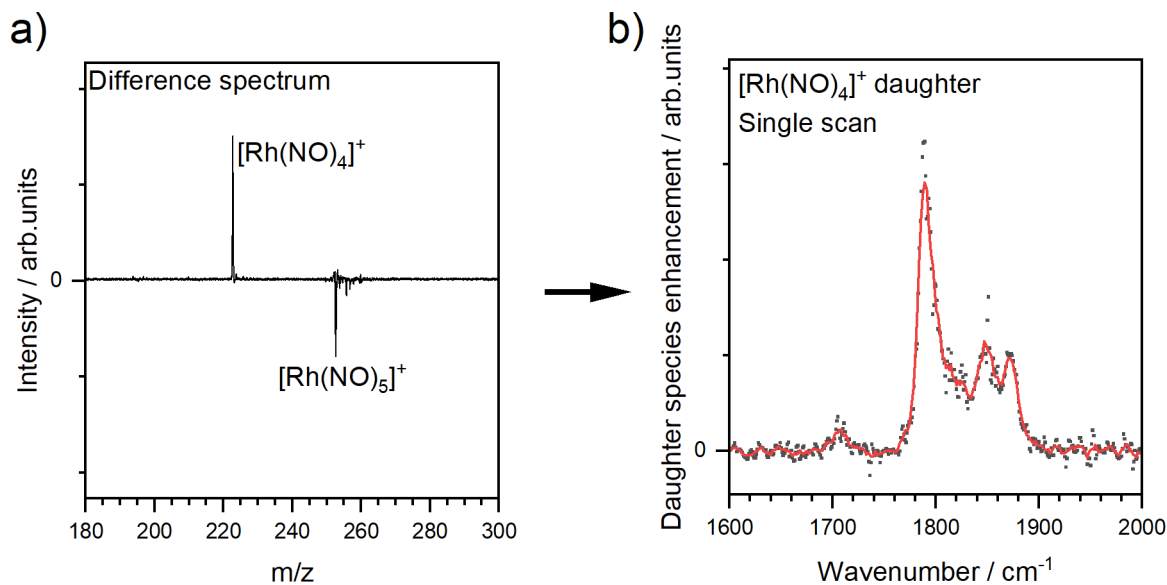 a)
Difference spectrum
[Rh(NO)₄]⁺
[Rh(NO)₅]⁺
0
Intensity / arb.units
180 200 220 240 260 280 300
m/z
b)
[Rh(NO)₄]⁺ daughter
Single scan
0
Daughter species enhancement / arb.units
1600 1700 1800 1900 2000
Wavenumber / cm⁻¹